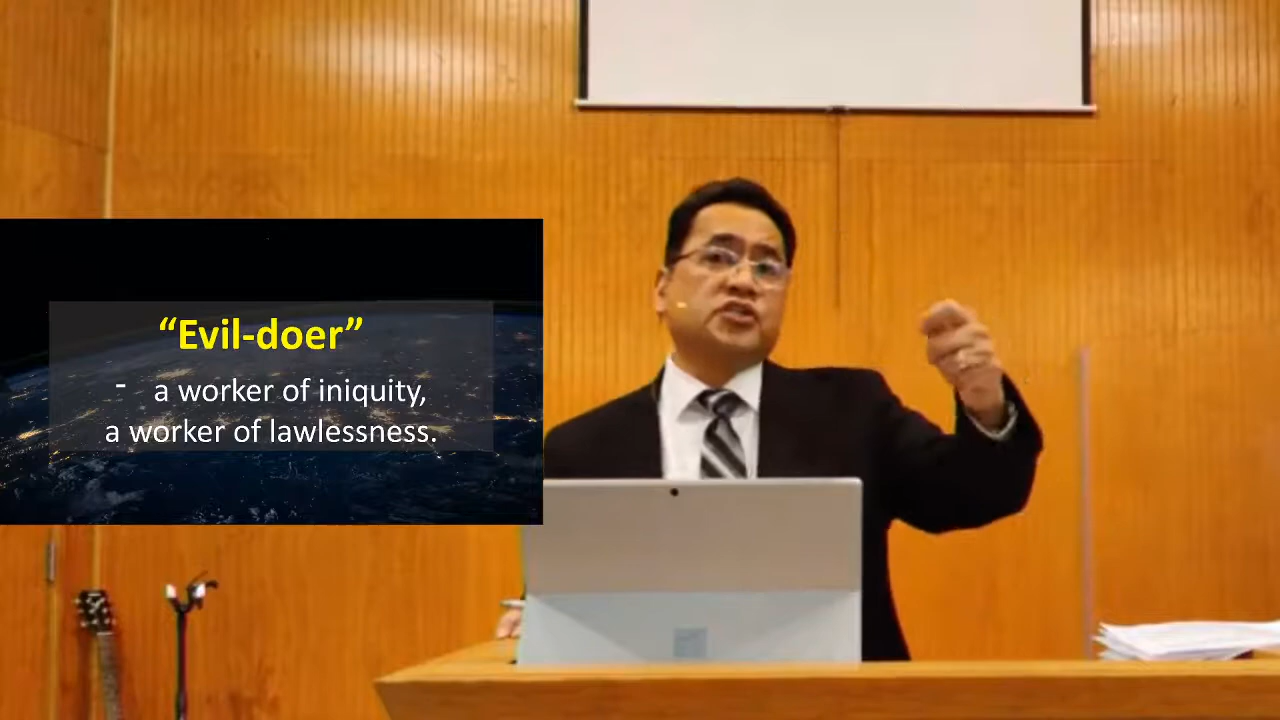 “Evil-doer”
- a worker of iniquity,
a worker of lawlessness.